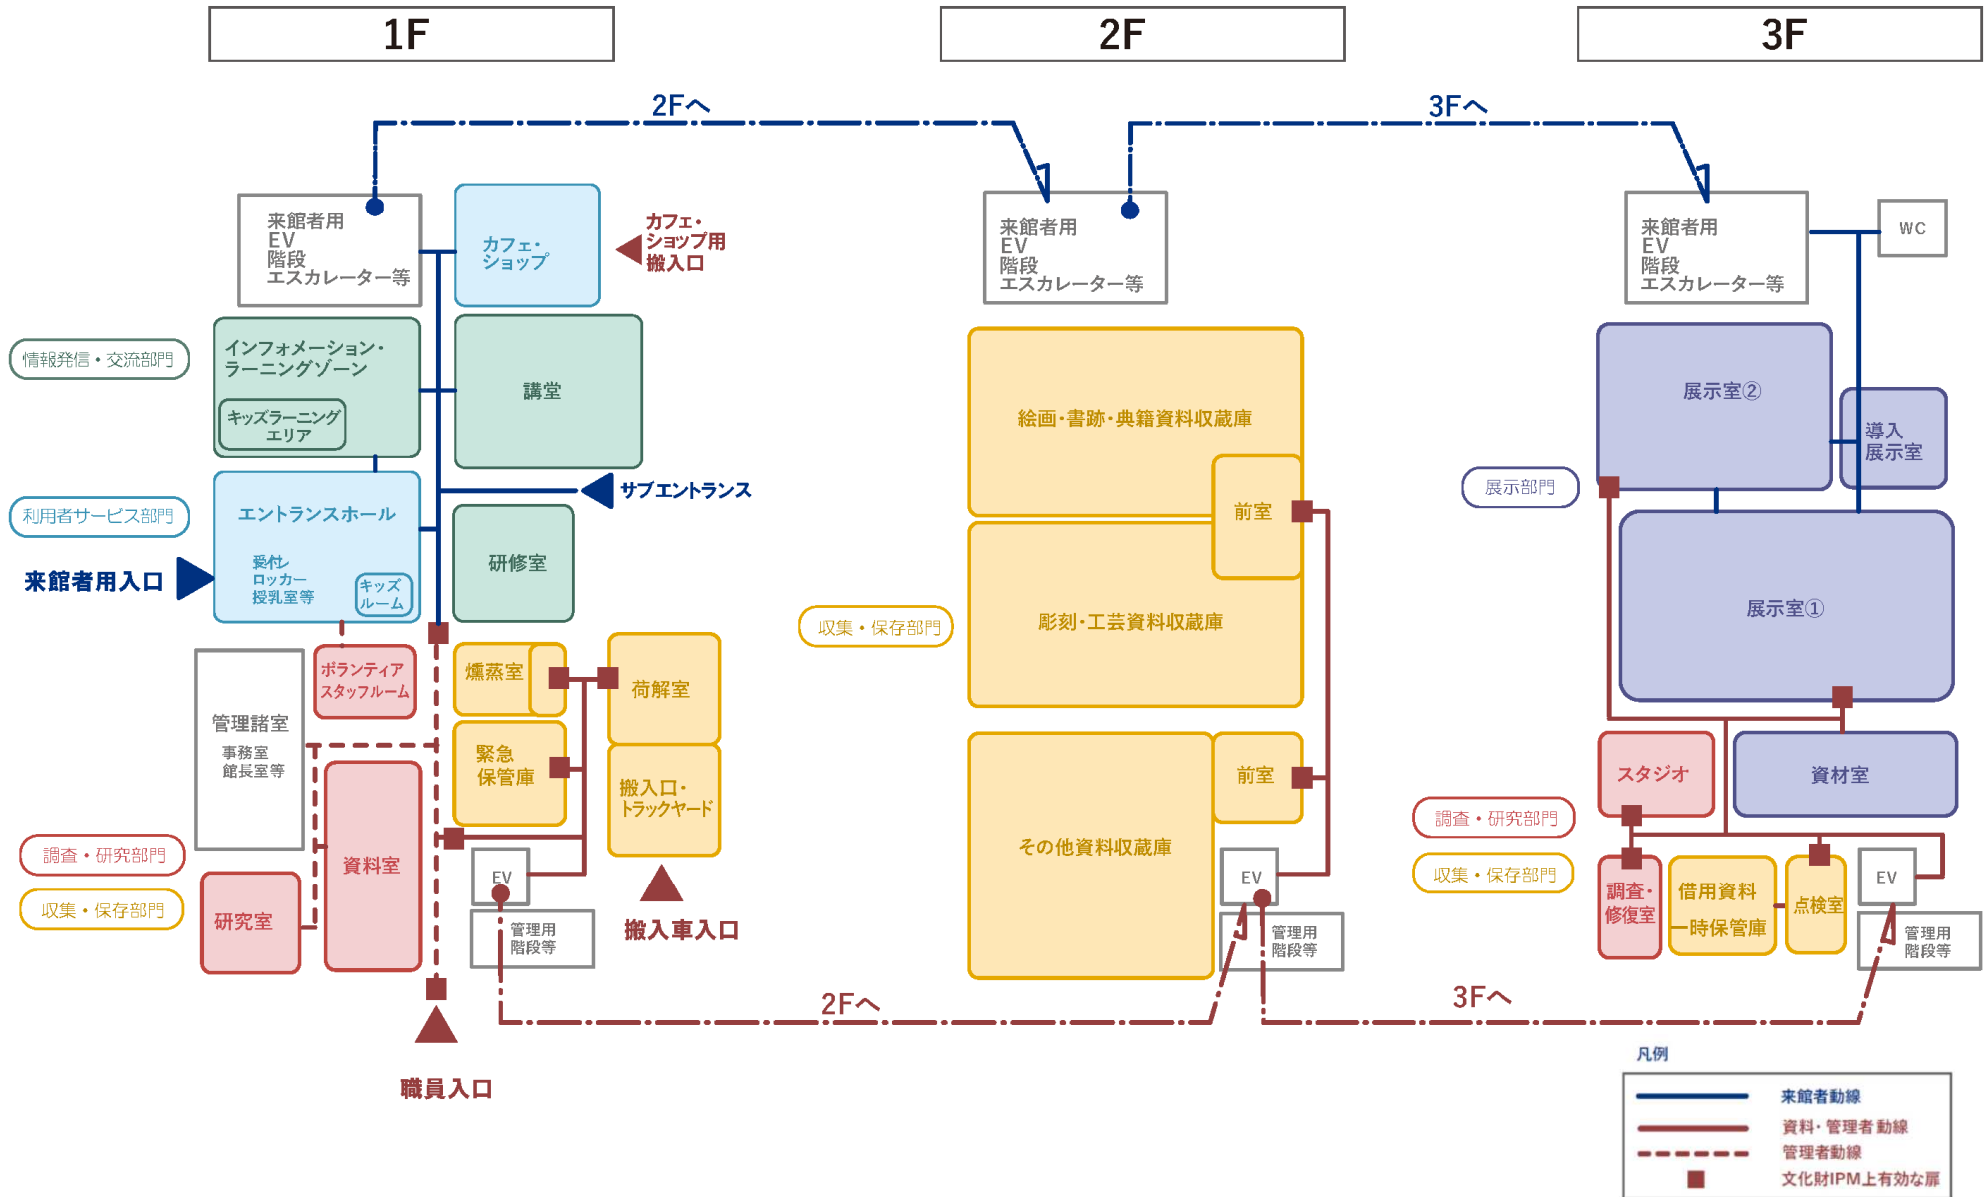 1F
2F
3F
2Fへ
3Fへ
来館者用
EV
階段
エスカレーター等
カフェ・
ショップ
カフェ・
ショップ用
搬入口
情報発信・交流部門
インフォメーション・
ラーニングゾーン
キッズラーニング
エリア
講堂
サブエントランス
利用者サービス部門
エントランスホール
受付
ロッカー
授乳室等
キッズ
ルーム
来館者用入口
研修室
ボランティア
スタッフルーム
管理諸室
事務室
館長室等
燻蒸室
荷解室
緊急
保管庫
搬入口・
トラックヤード
資料室
調査・研究部門
収集・保存部門
研究室
EV
管理用
階段等
搬入車入口
職員入口
2Fへ
来館者用
EV
階段
エスカレーター等
絵画・書跡・典籍資料収蔵庫
前室
収集・保存部門
彫刻・工芸資料収蔵庫
前室
その他資料収蔵庫
EV
管理用
階段等
3Fへ
来館者用
EV
階段
エスカレーター等
WC
展示室②
導入
展示室
展示部門
展示室①
スタジオ
資材室
調査・研究部門
収集・保存部門
調査・
修復室
借用資料
一時保管庫
点検室
EV
管理用
階段等
凡例
来館者動線
資料・管理者動線
管理者動線
文化財IPM上有効な扉